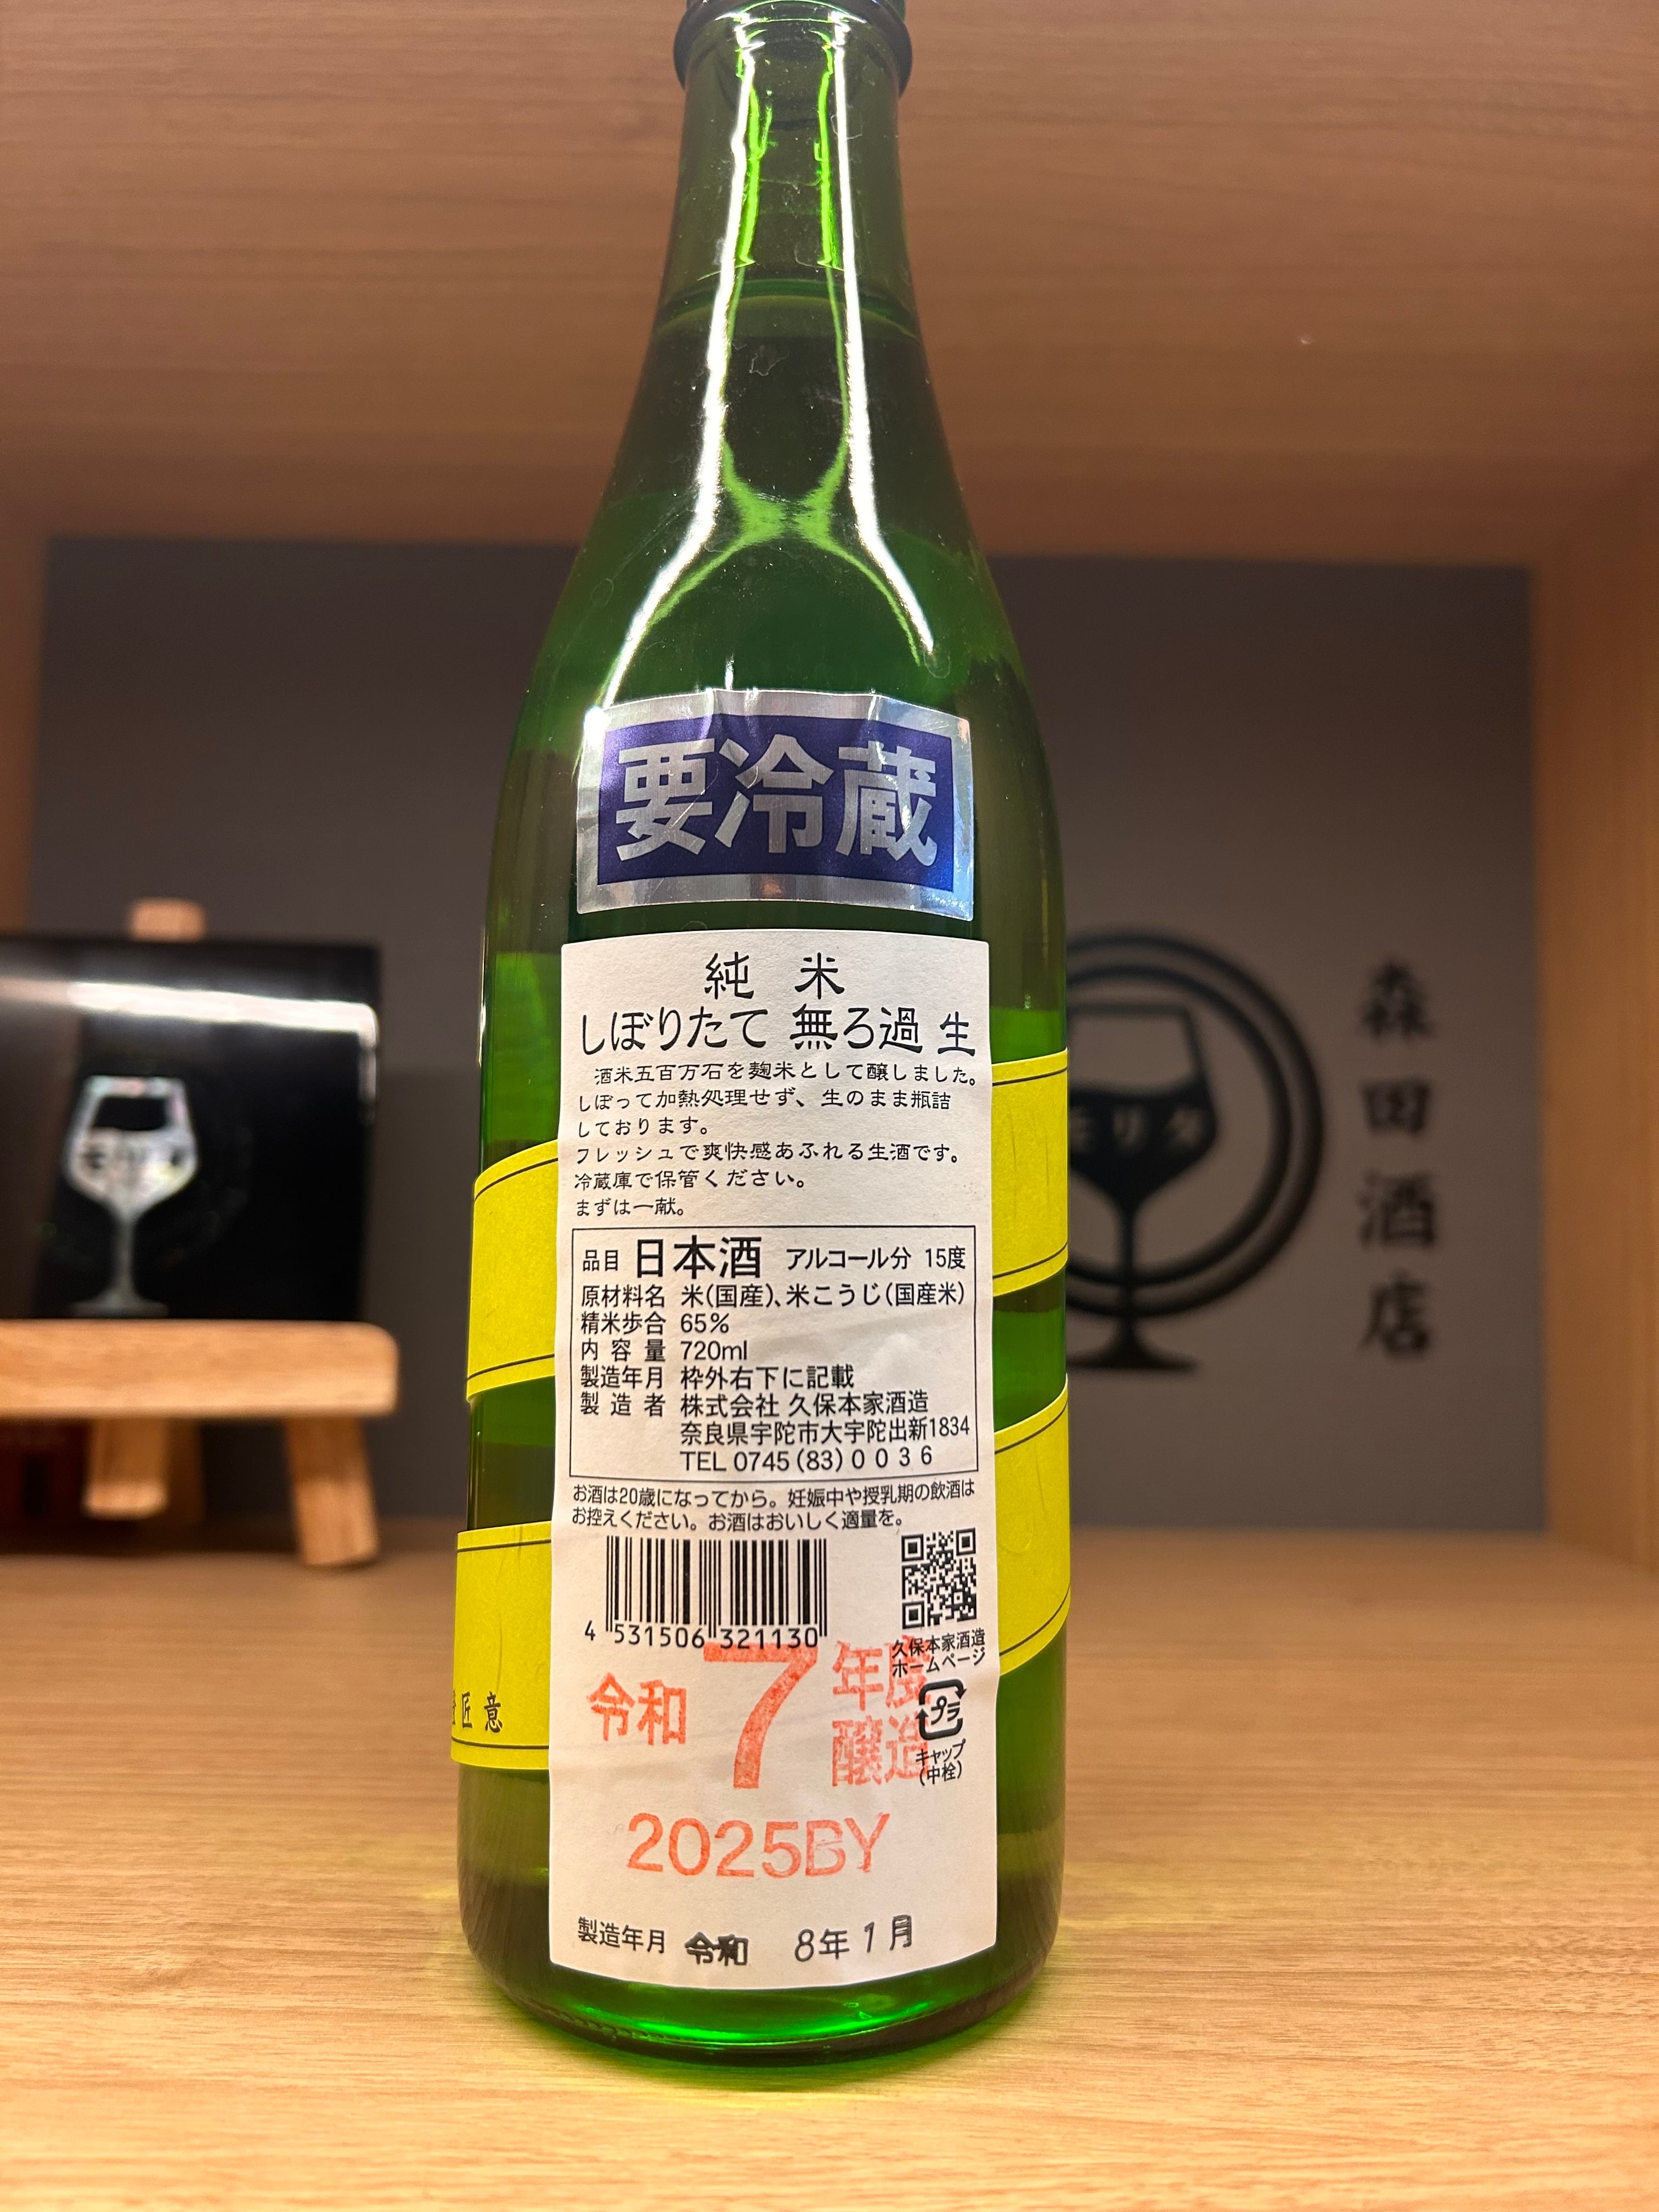 要冷蔵
純米
しぼりたて 無ろ過 生
酒米五百万石を麹米として醸しました。
しぼって加熱処理せず、生のまま瓶詰
しております。
フレッシュで爽快感あふれる生酒です。
冷蔵庫で保管ください。
まずは一献。
品目 日本酒 アルコール分 15度
原材料名 米(国産)、米こうじ(国産米)
精米歩合 65%
内容量 720ml
製造年月 枠外右下に記載
製造者 株式会社 久保本家酒造
奈良県宇陀市大宇陀出新1834
TEL 0745(83)0036
お酒は20歳になってから。妊娠中や授乳期の飲酒は
お控えください。お酒はおいしく適量を。
4 531506 321130
久保本家酒造
ホームページ
令和7年度
醸造
プラ
キャップ
(中栓)
2025BY
製造年月 令和 8年1月
匠意
モリタ
モリタ
森田酒店